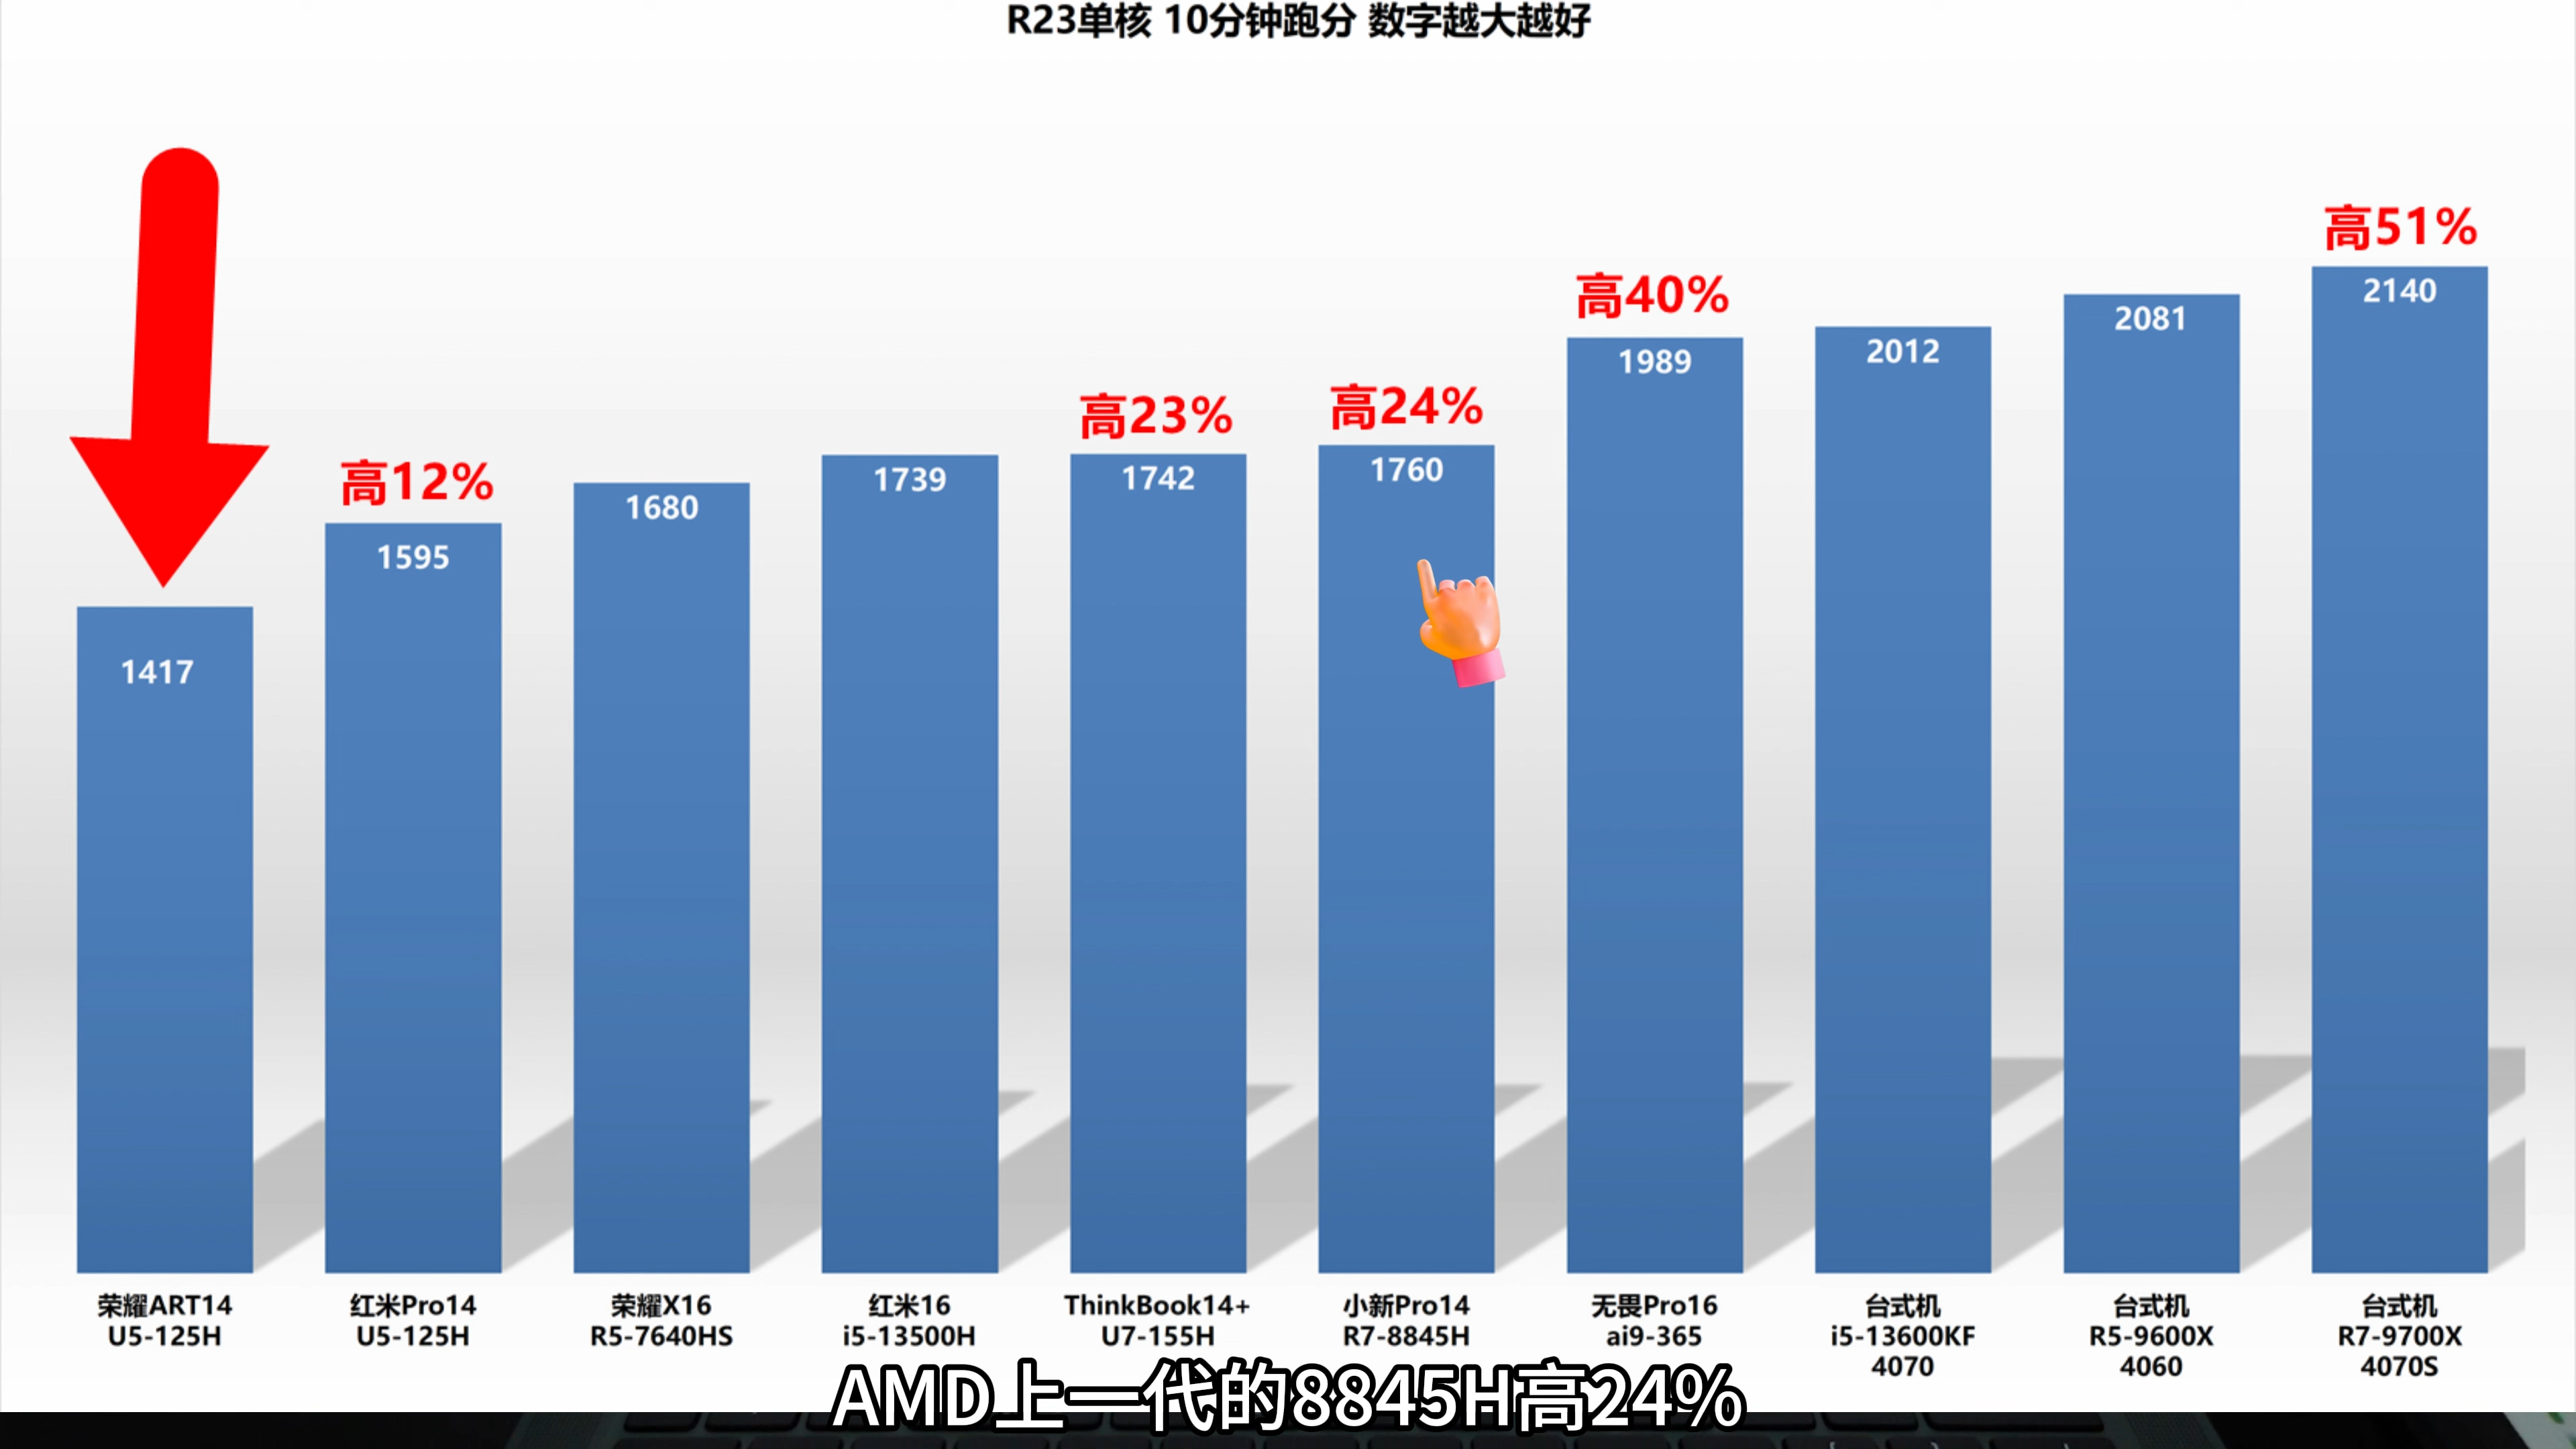 R23单核 10分钟跑分 数字越大越好
高51%
2140
高40%
2081
1989
2012
高23%
高24%
高12%
1739
1742
1760
1680
1595
1417
荣耀ART14
U5-125H
红米Pro14
U5-125H
荣耀X16
R5-7640HS
红米16
i5-13500H
ThinkBook14+
U7-155H
小新Pro14
R7-8845H
无畏Pro16
ai9-365
台式机
i5-13600KF
4070
台式机
R5-9600X
4060
台式机
R7-9700X
4070S
AMD上一代的8845H高24%